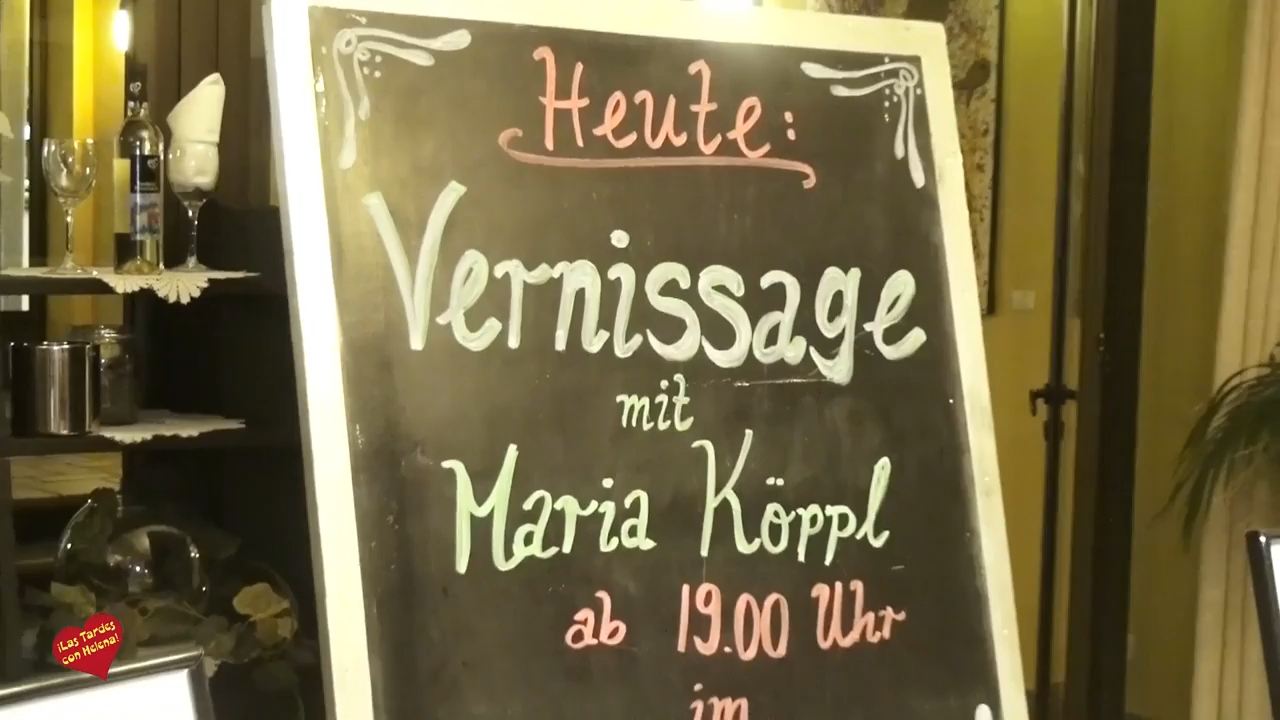 Heute:
Vernissage
mit
Maria Köppl
ab 19.00 Uhr
im
¡Las Tardes
con Helena!